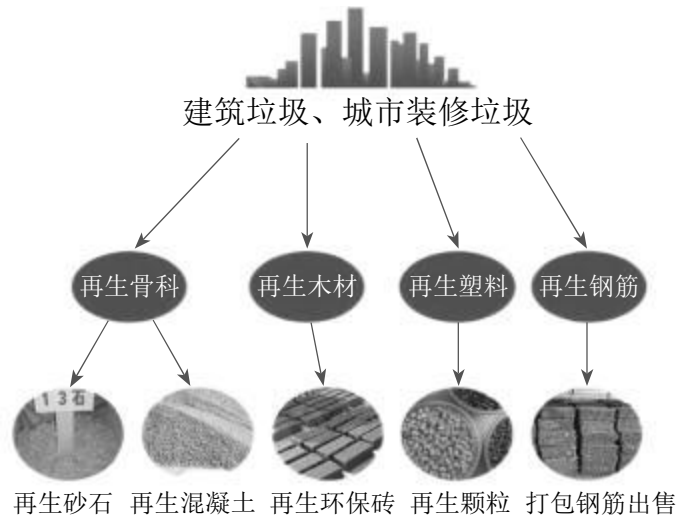 建筑垃圾、城市装修垃圾
再生骨科 再生木材 再生塑料 再生钢筋
13石
再生砂石 再生混凝土 再生环保砖 再生颗粒 打包钢筋出售